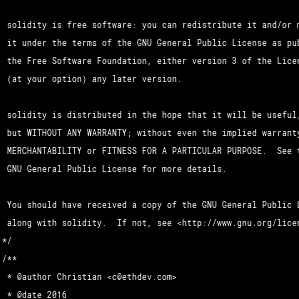 solidity is free software: you can redistribute it and/or
it under the terms of the GNU General Public License as
the Free Software Foundation, either version 3 of the
(at your option) any later version.
solidity is distributed in the hope that it will be useful,
but WITHOUT ANY WARRANTY; without even the implied warranty
MERCHANTABILITY or FITNESS FOR A PARTICULAR PURPOSE. See
GNU General Public License for more details.
You should have received a copy of the GNU General Public
along with solidity. If not, see <http://www.gnu.org/licen
*/
/**
* @author Christian <c@ethdev.com>
* @date 2016